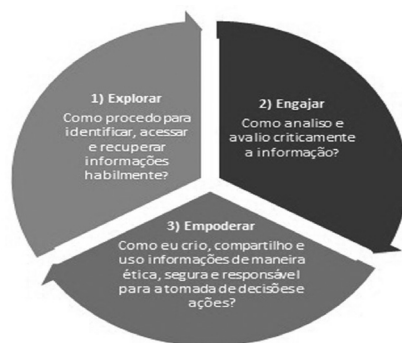 1) Explorar
Como procedo para
identificar, acessar
e recuperar
informações
habilmente?
2) Engajar
Como analiso e
avalio criticamente
a informação?
3) Empoderar
Como eu crio, compartilho e
uso informações de maneira
ética, segura e responsável
para a tomada de decisões e
ações?